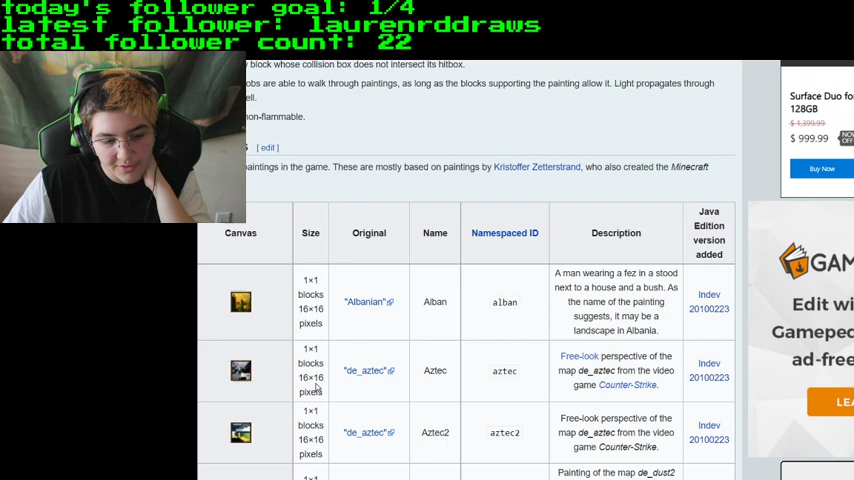 today's follower goal: 1/4
latest follower: laurenrddraws
total follower count: 22
y block whose collision box does not intersect its hitbox.
obs are able to walk through paintings, as long as the blocks supporting the painting allow it. Light propagates through
ell.
non-flammable.
s [ edit ]
aintings in the game. These are mostly based on paintings by Kristoffer Zetterstrand, who also created the Minecraft
Canvas Size Original Name Namespaced ID Description Java Edition version added
1×1 blocks 16×16 pixels
"Albanian"
Alban
alban
A man wearing a fez in a stood
next to a house and a bush. As
the name of the painting
suggests, it may be a
landscape in Albania.
Indev
20100223
1×1 blocks 16×16 pixels
"de_aztec"
Aztec
aztec
Free-look perspective of the
map de_aztec from the video
game Counter-Strike.
Indev
20100223
1×1 blocks 16×16 pixels
"de_aztec"
Aztec2
aztec2
Free-look perspective of the
map de_aztec from the video
game Counter-Strike.
Indev
20100223
1×1
Painting of the map de_dust2
Surface Duo fo
128GB
$ 1,399.99
$ 999.99
NOW
OFF
Buy Now
GAM
Edit wi
Gameped
ad-free
LEA